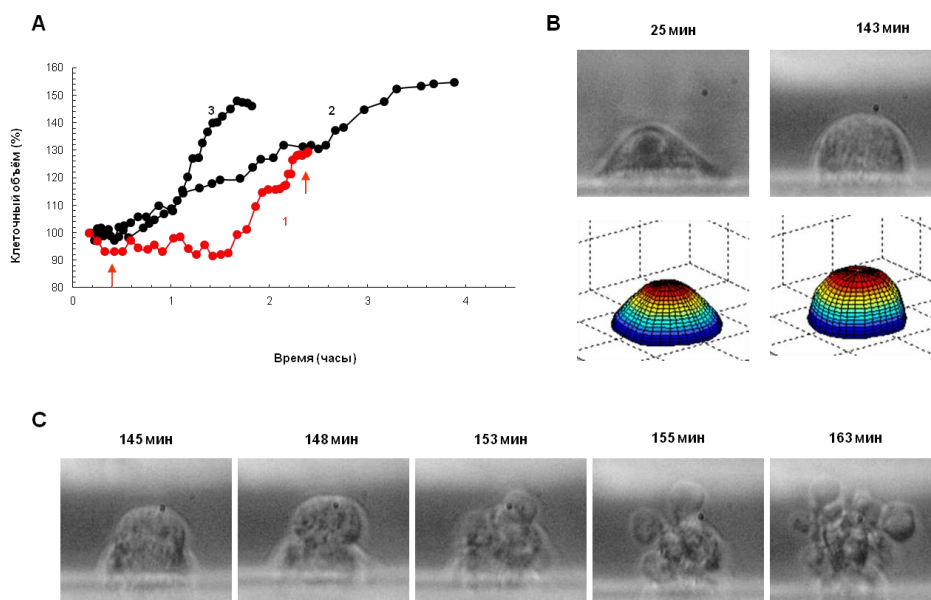 A
B
25 мин
143 мин
Клеточный объём (%)
160
150
140
130
120
110
100
90
80
0
1
2
3
4
3
2
1
Время (часы)
C
145 мин
148 мин
153 мин
155 мин
163 мин